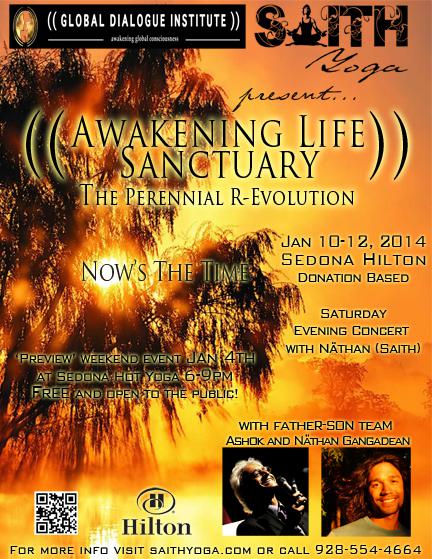 (( GLOBAL DIALOGUE INSTITUTE ))
awakening global consciousness
SAITH
Yoga
present...
((AWAKENING LIFE))
SANCTUARY
THE PERENNIAL R-EVOLUTION
JAN 10-12, 2014
SEDONA HILTON
DONATION BASED
NOW'S THE TIME
SATURDAY
EVENING CONCERT
WITH NÄTHAN (SAITH)
'PREVIEW' WEEKEND EVENT JAN 4TH
AT SEDONA HOT YOGA 6-9PM
FREE AND OPEN TO THE PUBLIC!
WITH FATHER-SON TEAM
ASHOK AND NÄTHAN GANGADEAN
H
Hilton
FOR MORE INFO VISIT SAITHYOGA.COM OR CALL 928-554-4664